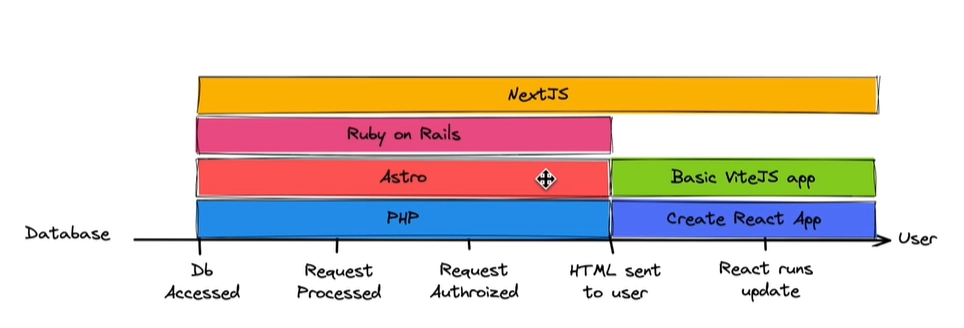 NextJS
Ruby on Rails
Astro
Basic ViteJS app
PHP
Create React App
Database
User
Db
Accessed
Request
Processed
Request
Authroized
HTML sent
to user
React runs
update